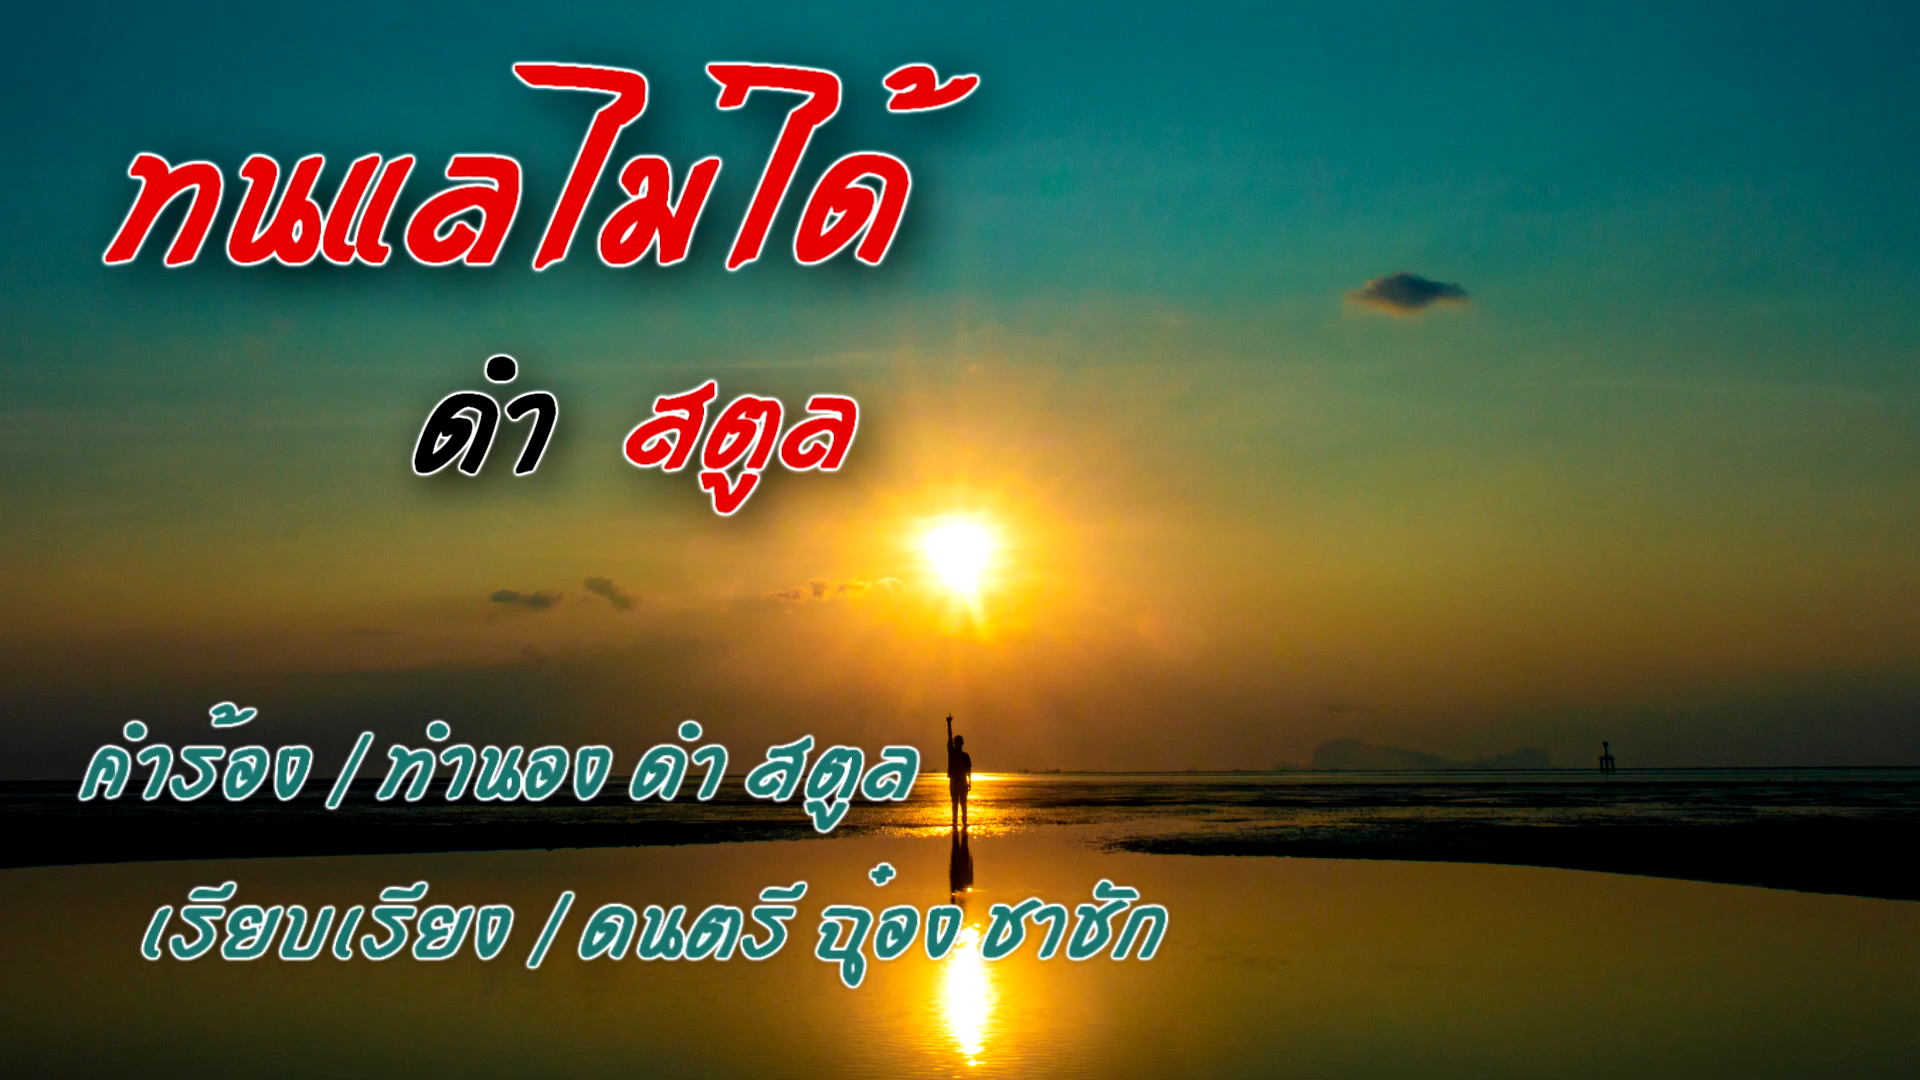 ทนแลไม่ได้
ดำ สตูล
คำร้อง / ทำนอง ดำ สตูล
เรียบเรียง / ดนตรี ฉ๋อง ชาชัก